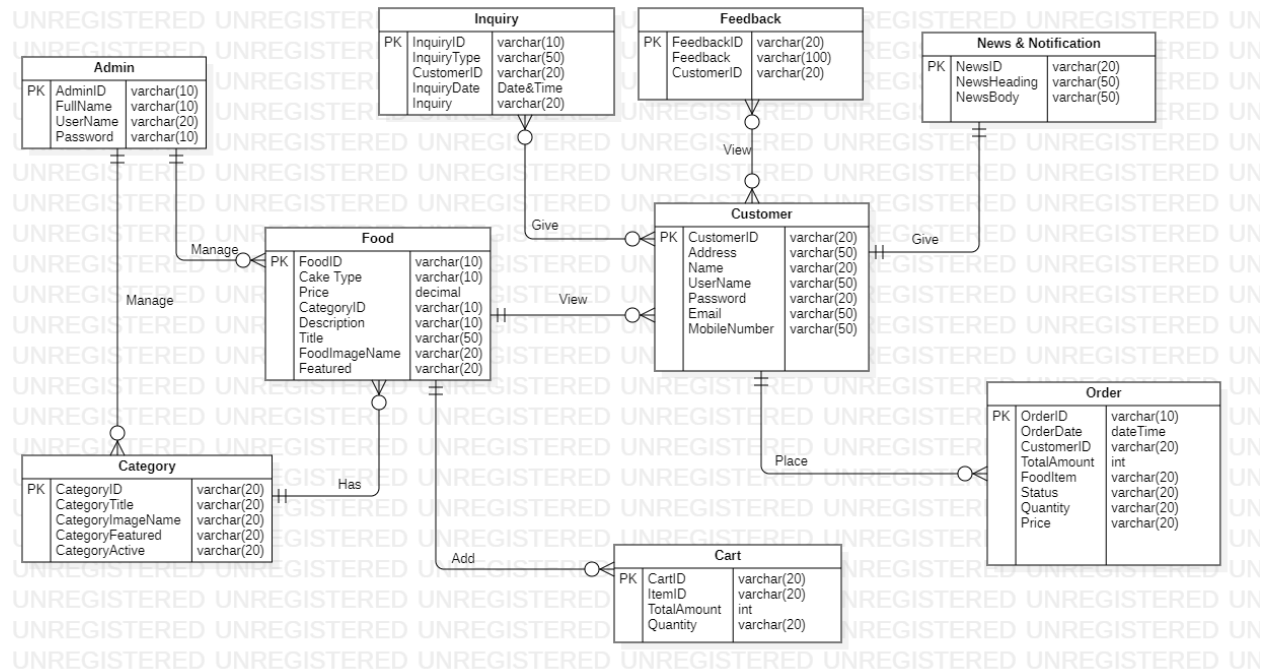 UNREGISTERED UNREGISTERED UNREGISTERED UNREGISTERED UNREGISTERED UNREGISTERED UN
Inquiry
PK InquiryID varchar(10)
InquiryType varchar(50)
CustomerID varchar(20)
InquiryDate Date&Time
Inquiry varchar(20)
Feedback
PK FeedbackID varchar(20)
Feedback varchar(100)
CustomerID varchar(20)
News & Notification
PK NewsID varchar(20)
NewsHeading varchar(50)
NewsBody varchar(50)
Admin
PK AdminID varchar(10)
FullName varchar(10)
UserName varchar(20)
Password varchar(10)
View
Give
Give
Manage
Manage
View
Customer
PK CustomerID varchar(20)
Address varchar(50)
Name varchar(20)
UserName varchar(50)
Password varchar(20)
Email varchar(50)
MobileNumber varchar(50)
Food
PK FoodID varchar(10)
Cake Type varchar(10)
Price decimal
CategoryID varchar(10)
Description varchar(10)
Title varchar(50)
FoodImageName varchar(20)
Featured varchar(20)
Order
PK OrderID varchar(10)
OrderDate dateTime
CustomerID varchar(20)
TotalAmount int
FoodItem varchar(20)
Status varchar(20)
Quantity varchar(20)
Price varchar(20)
Place
Has
Category
PK CategoryID varchar(20)
CategoryTitle varchar(20)
CategoryImageName varchar(20)
CategoryFeatured varchar(20)
CategoryActive varchar(20)
Add
Cart
PK CartID varchar(20)
ItemID varchar(20)
TotalAmount int
Quantity varchar(20)